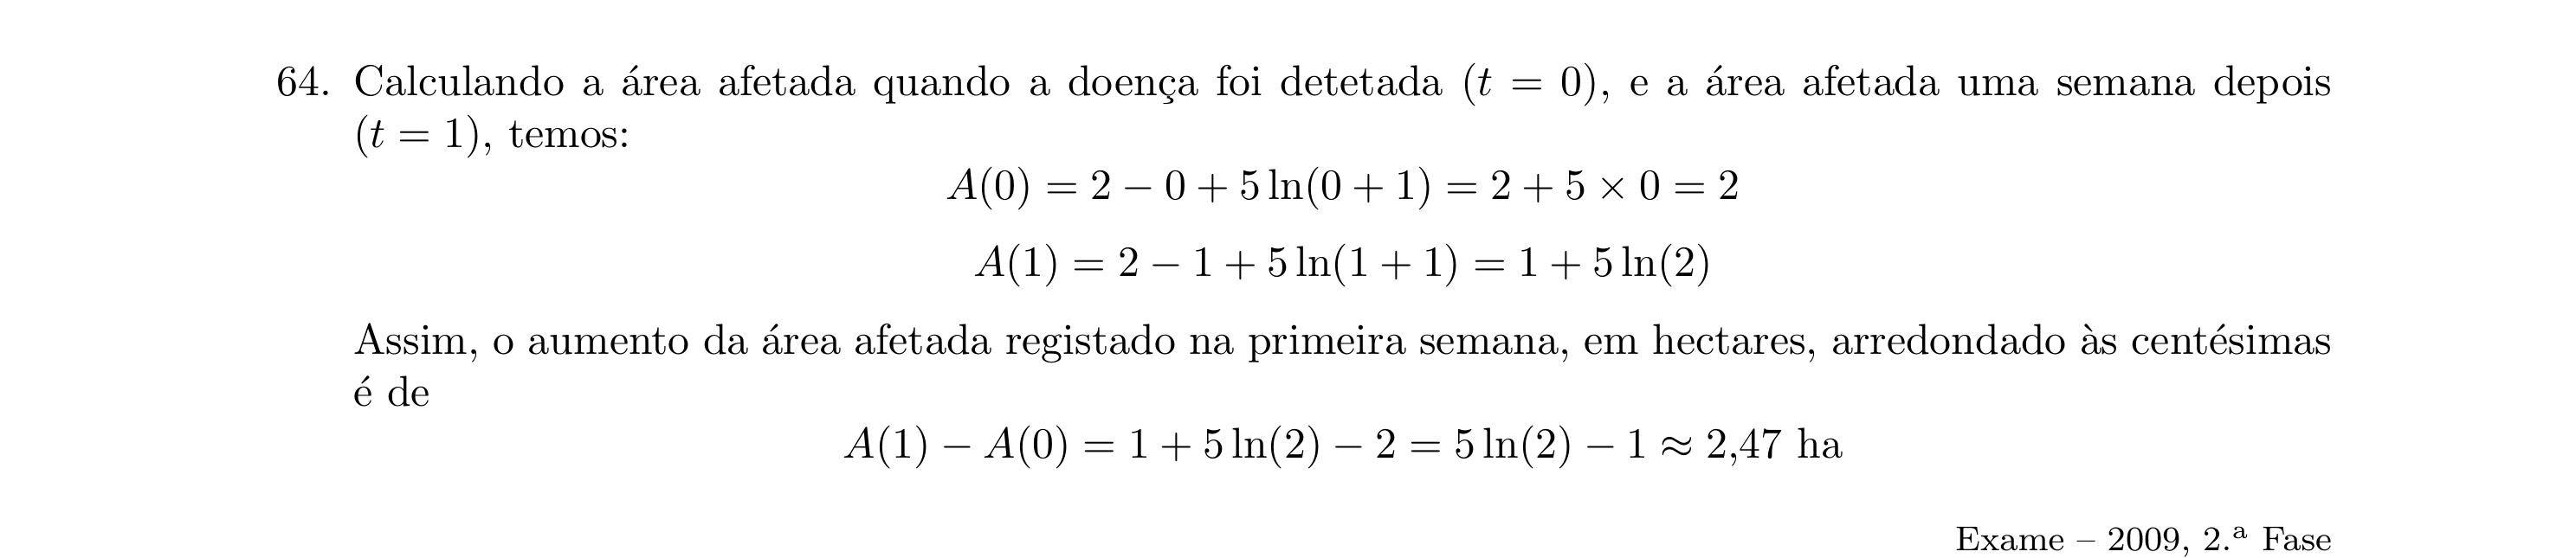 64. Calculando a área afetada quando a doença foi detetada (t = 0), e a área afetada uma semana depois
(t = 1), temos:
A(0) = 2 − 0 + 5 ln(0 + 1) = 2 + 5 × 0 = 2
A(1) = 2 − 1 + 5 ln(1 + 1) = 1 + 5 ln(2)
Assim, o aumento da área afetada registado na primeira semana, em hectares, arredondado às centésimas
é de
A(1) − A(0) = 1 + 5 ln(2) − 2 = 5 ln(2) − 1 ≈ 2,47 ha
Exame – 2009, 2.ª Fase